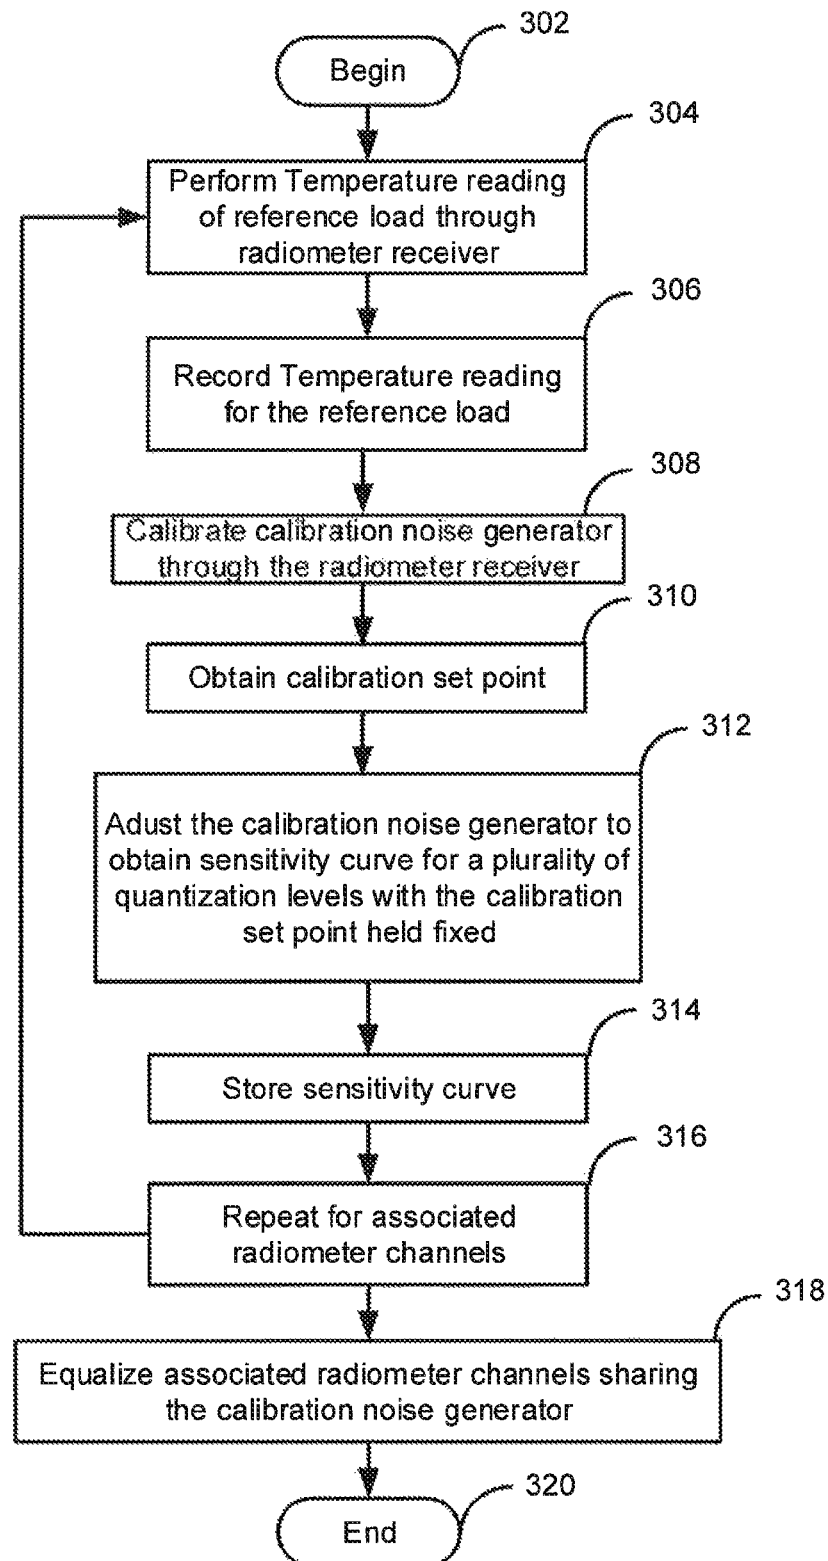 302
Begin
304
Perform Temperature reading
of reference load through
radiometer receiver
306
Record Temperature reading
for the reference load
308
Calibrate calibration noise generator
through the radiometer receiver
310
Obtain calibration set point
312
Adust the calibration noise generator to
obtain sensitivity curve for a plurality of
quantization levels with the calibration
set point held fixed
314
Store sensitivity curve
316
Repeat for associated
radiometer channels
318
Equalize associated radiometer channels sharing
the calibration noise generator
320
End